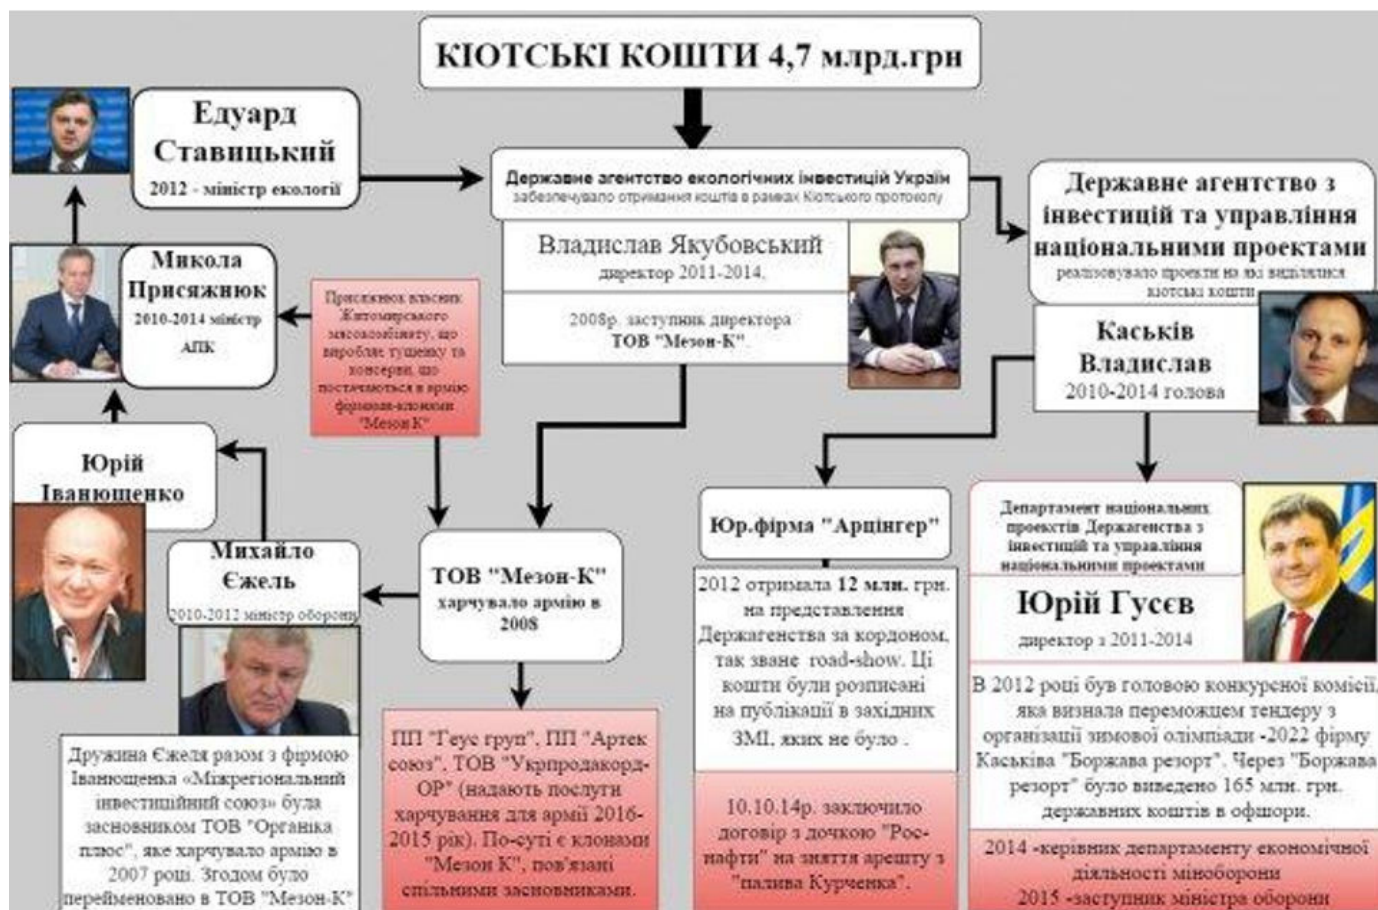 КІОТСЬКІ КОШТИ 4,7 млрд.грн
Едуард
Ставицький
2012 - міністр екології
Державне агентство екологічних інвестицій Україн
забезпечувало отримання коштів в рамках Кіотського протоколу
Владислав Якубовський
директор 2011-2014,
2008р. заступник директора
ТОВ "Мезон-К".
Державне агентство з
інвестицій та управління
національними проектами
реалізовувало проекти на які виділялися
кіотські кошти
Каськів
Владислав
2010-2014 голова
Микола
Присяжнюк
2010-2014 міністр
АПК
Присяжнюк власник
Житомирського
мясокомбінату, що
виробляє тушенку та
консерви, що
постачаються в армію
фірмами-клонами
"Мезон К"
Юрій
Іванющенко
Михайло
Єжель
2010-2012 міністр оборони
Дружина Єжеля разом з фірмою
Іванющенка «Міжрегіональний
інвестиційний союз» була
засновником ТОВ "Органіка
плюс", яке харчувало армію в
2007 році. Згодом було
перейменовано в ТОВ "Мезон-К"
ТОВ "Мезон-К"
харчувало армію в
2008
ПП "Геус груп", ПП "Артек
союз", ТОВ "Укрпродакорд-
ОР" (надають послуги
харчування для армії 2016-
2015 рік). По-суті є клонами
"Мезон К", пов'язані
спільними засновниками.
Юр.фірма "Арцінгер"
2012 отримала 12 млн. грн.
на представлення
Держагенства за кордоном,
так зване road-show. Ці
кошти були розписані
на публікації в західних
ЗМІ, яких не було .
10.10.14р. заключило
договір з дочкою "Рос-
нафти" на зняття арешту з
"палива Курченка".
Департамент національних
проектів Держагенства з
інвестицій та управління
національними проектами
Юрій Гусєв
директор з 2011-2014
В 2012 році був головою конкурсної комісії,
яка визнала переможцем тендеру з
організації зимової олімпіади -2022 фірму
Каськіва "Боржава резорт". Через "Боржава
резорт" було виведено 165 млн. грн.
державних коштів в офшори.
2014 -керівник департаменту економічної
діяльності міноборони
2015 -заступник міністра оборони